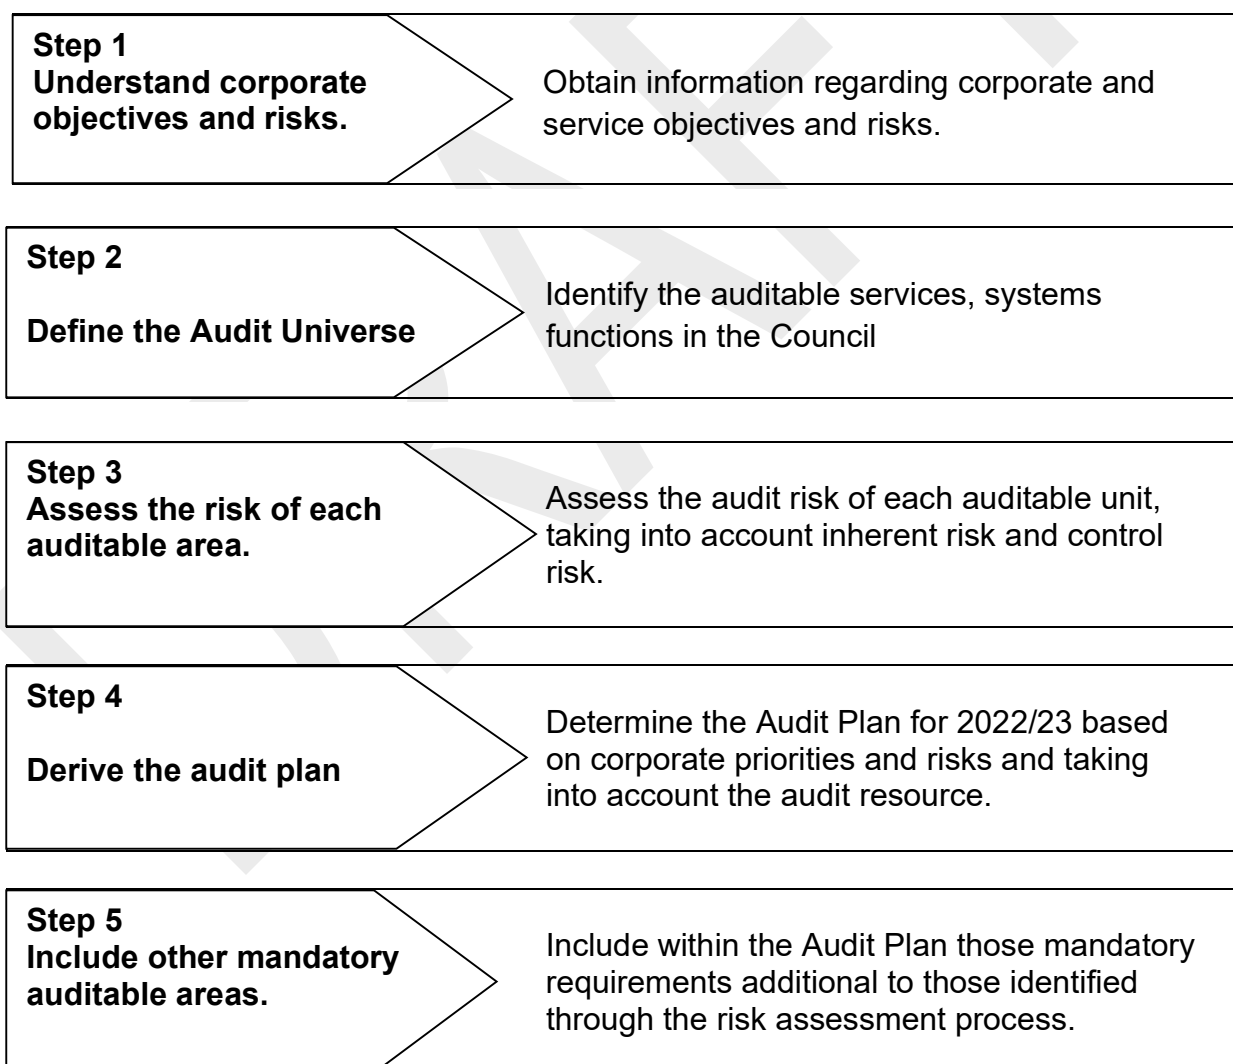 Step 1
Understand corporate
objectives and risks.
Obtain information regarding corporate and
service objectives and risks.
Step 2
Define the Audit Universe
Identify the auditable services, systems
functions in the Council
Step 3
Assess the risk of each
auditable area.
Assess the audit risk of each auditable unit,
taking into account inherent risk and control
risk.
Step 4
Derive the audit plan
Determine the Audit Plan for 2022/23 based
on corporate priorities and risks and taking
into account the audit resource.
Step 5
Include other mandatory
auditable areas.
Include within the Audit Plan those mandatory
requirements additional to those identified
through the risk assessment process.